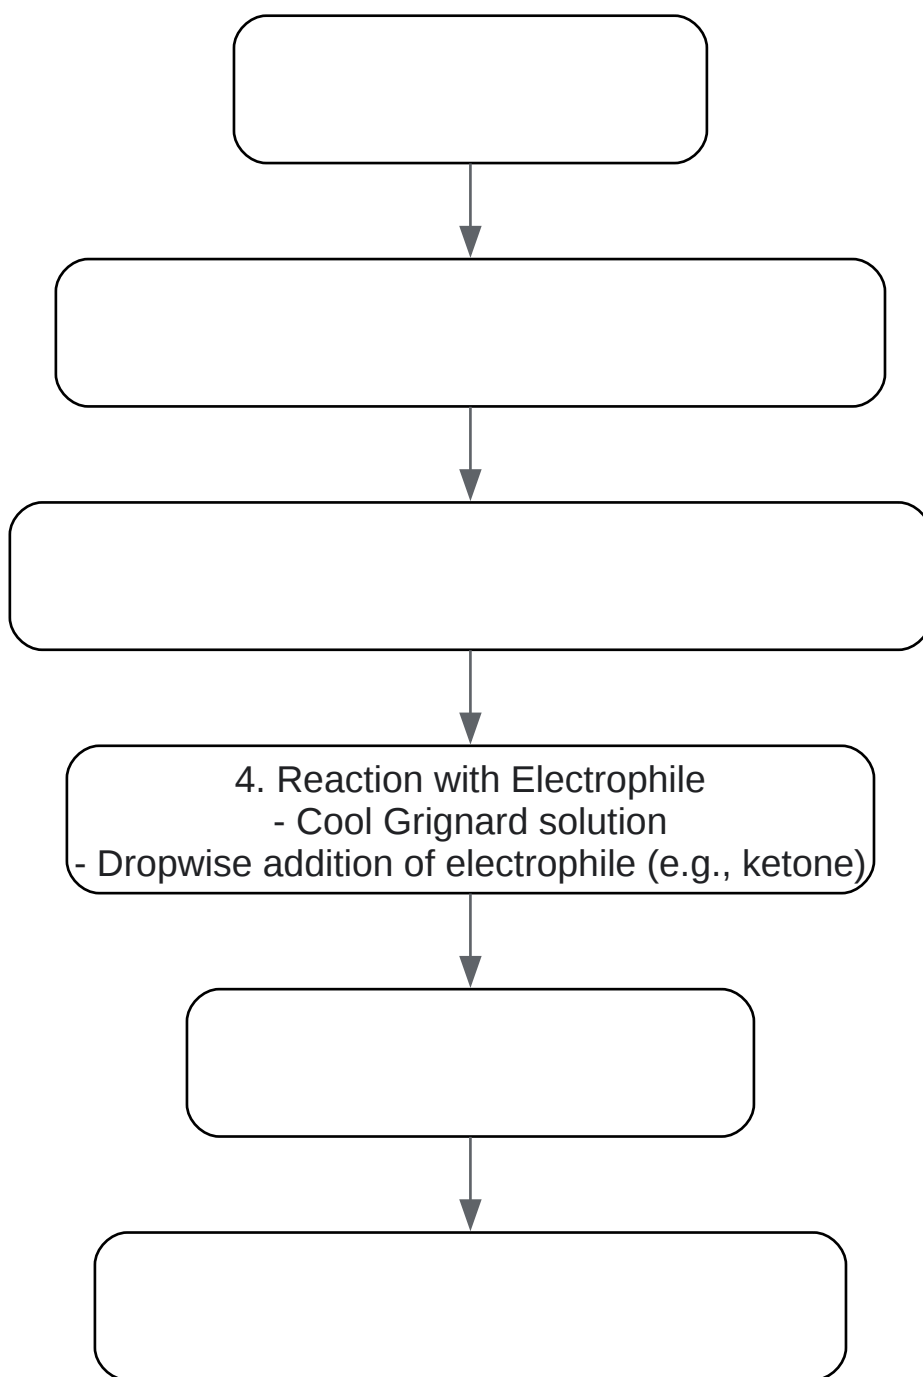 4. Reaction with Electrophile
- Cool Grignard solution
- Dropwise addition of electrophile (e.g., ketone)